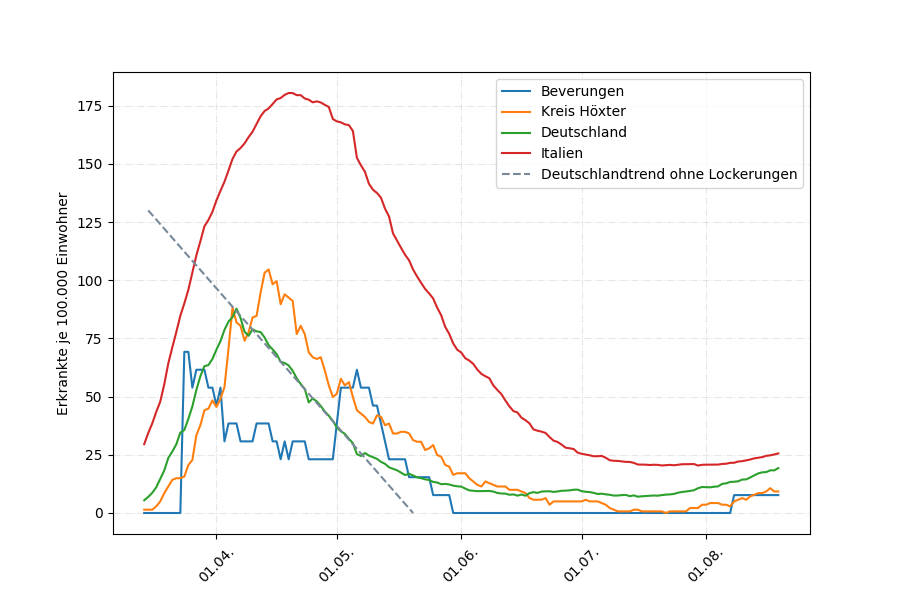 Beverungen
Kreis Höxter
Deutschland
Italien
Deutschlandtrend ohne Lockerungen
Erkrankte je 100.000 Einwohner
175
150
125
100
75
50
25
0
01.04.
01.05.
01.06.
01.07.
01.08.